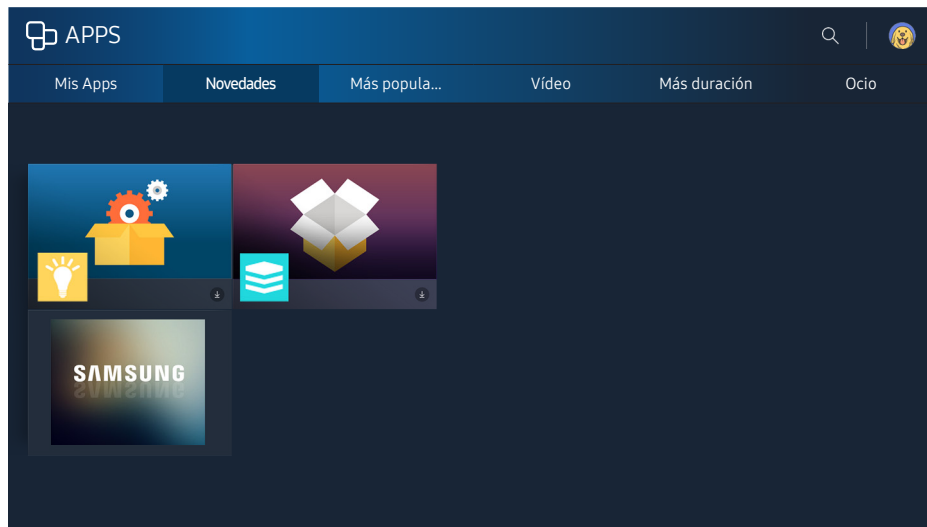 APPS
Mis Apps Novedades Más popula... Vídeo Más duración Ocio
SAMSUNG